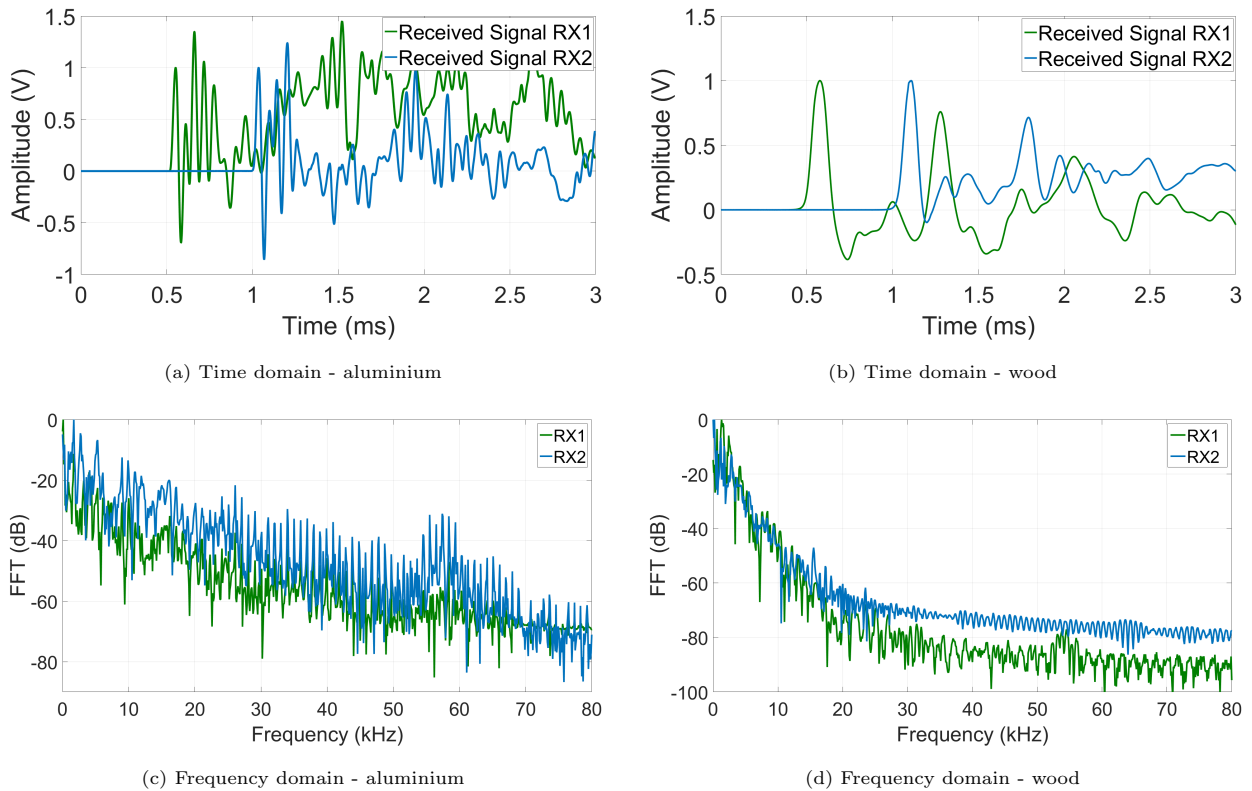 1.5
1
0.5
0
-0.5
-1
Amplitude (V)
0
0.5
1
1.5
2
2.5
3
Time (ms)
Received Signal RX1
Received Signal RX2
(a) Time domain - aluminium
1.5
1
0.5
0
-0.5
Amplitude (V)
0
0.5
1
1.5
2
2.5
3
Time (ms)
Received Signal RX1
Received Signal RX2
(b) Time domain - wood
0
-20
-40
-60
-80
FFT (dB)
0
10
20
30
40
50
60
70
80
Frequency (kHz)
RX1
RX2
(c) Frequency domain - aluminium
0
-20
-40
-60
-80
-100
FFT (dB)
0
10
20
30
40
50
60
70
80
Frequency (kHz)
RX1
RX2
(d) Frequency domain - wood